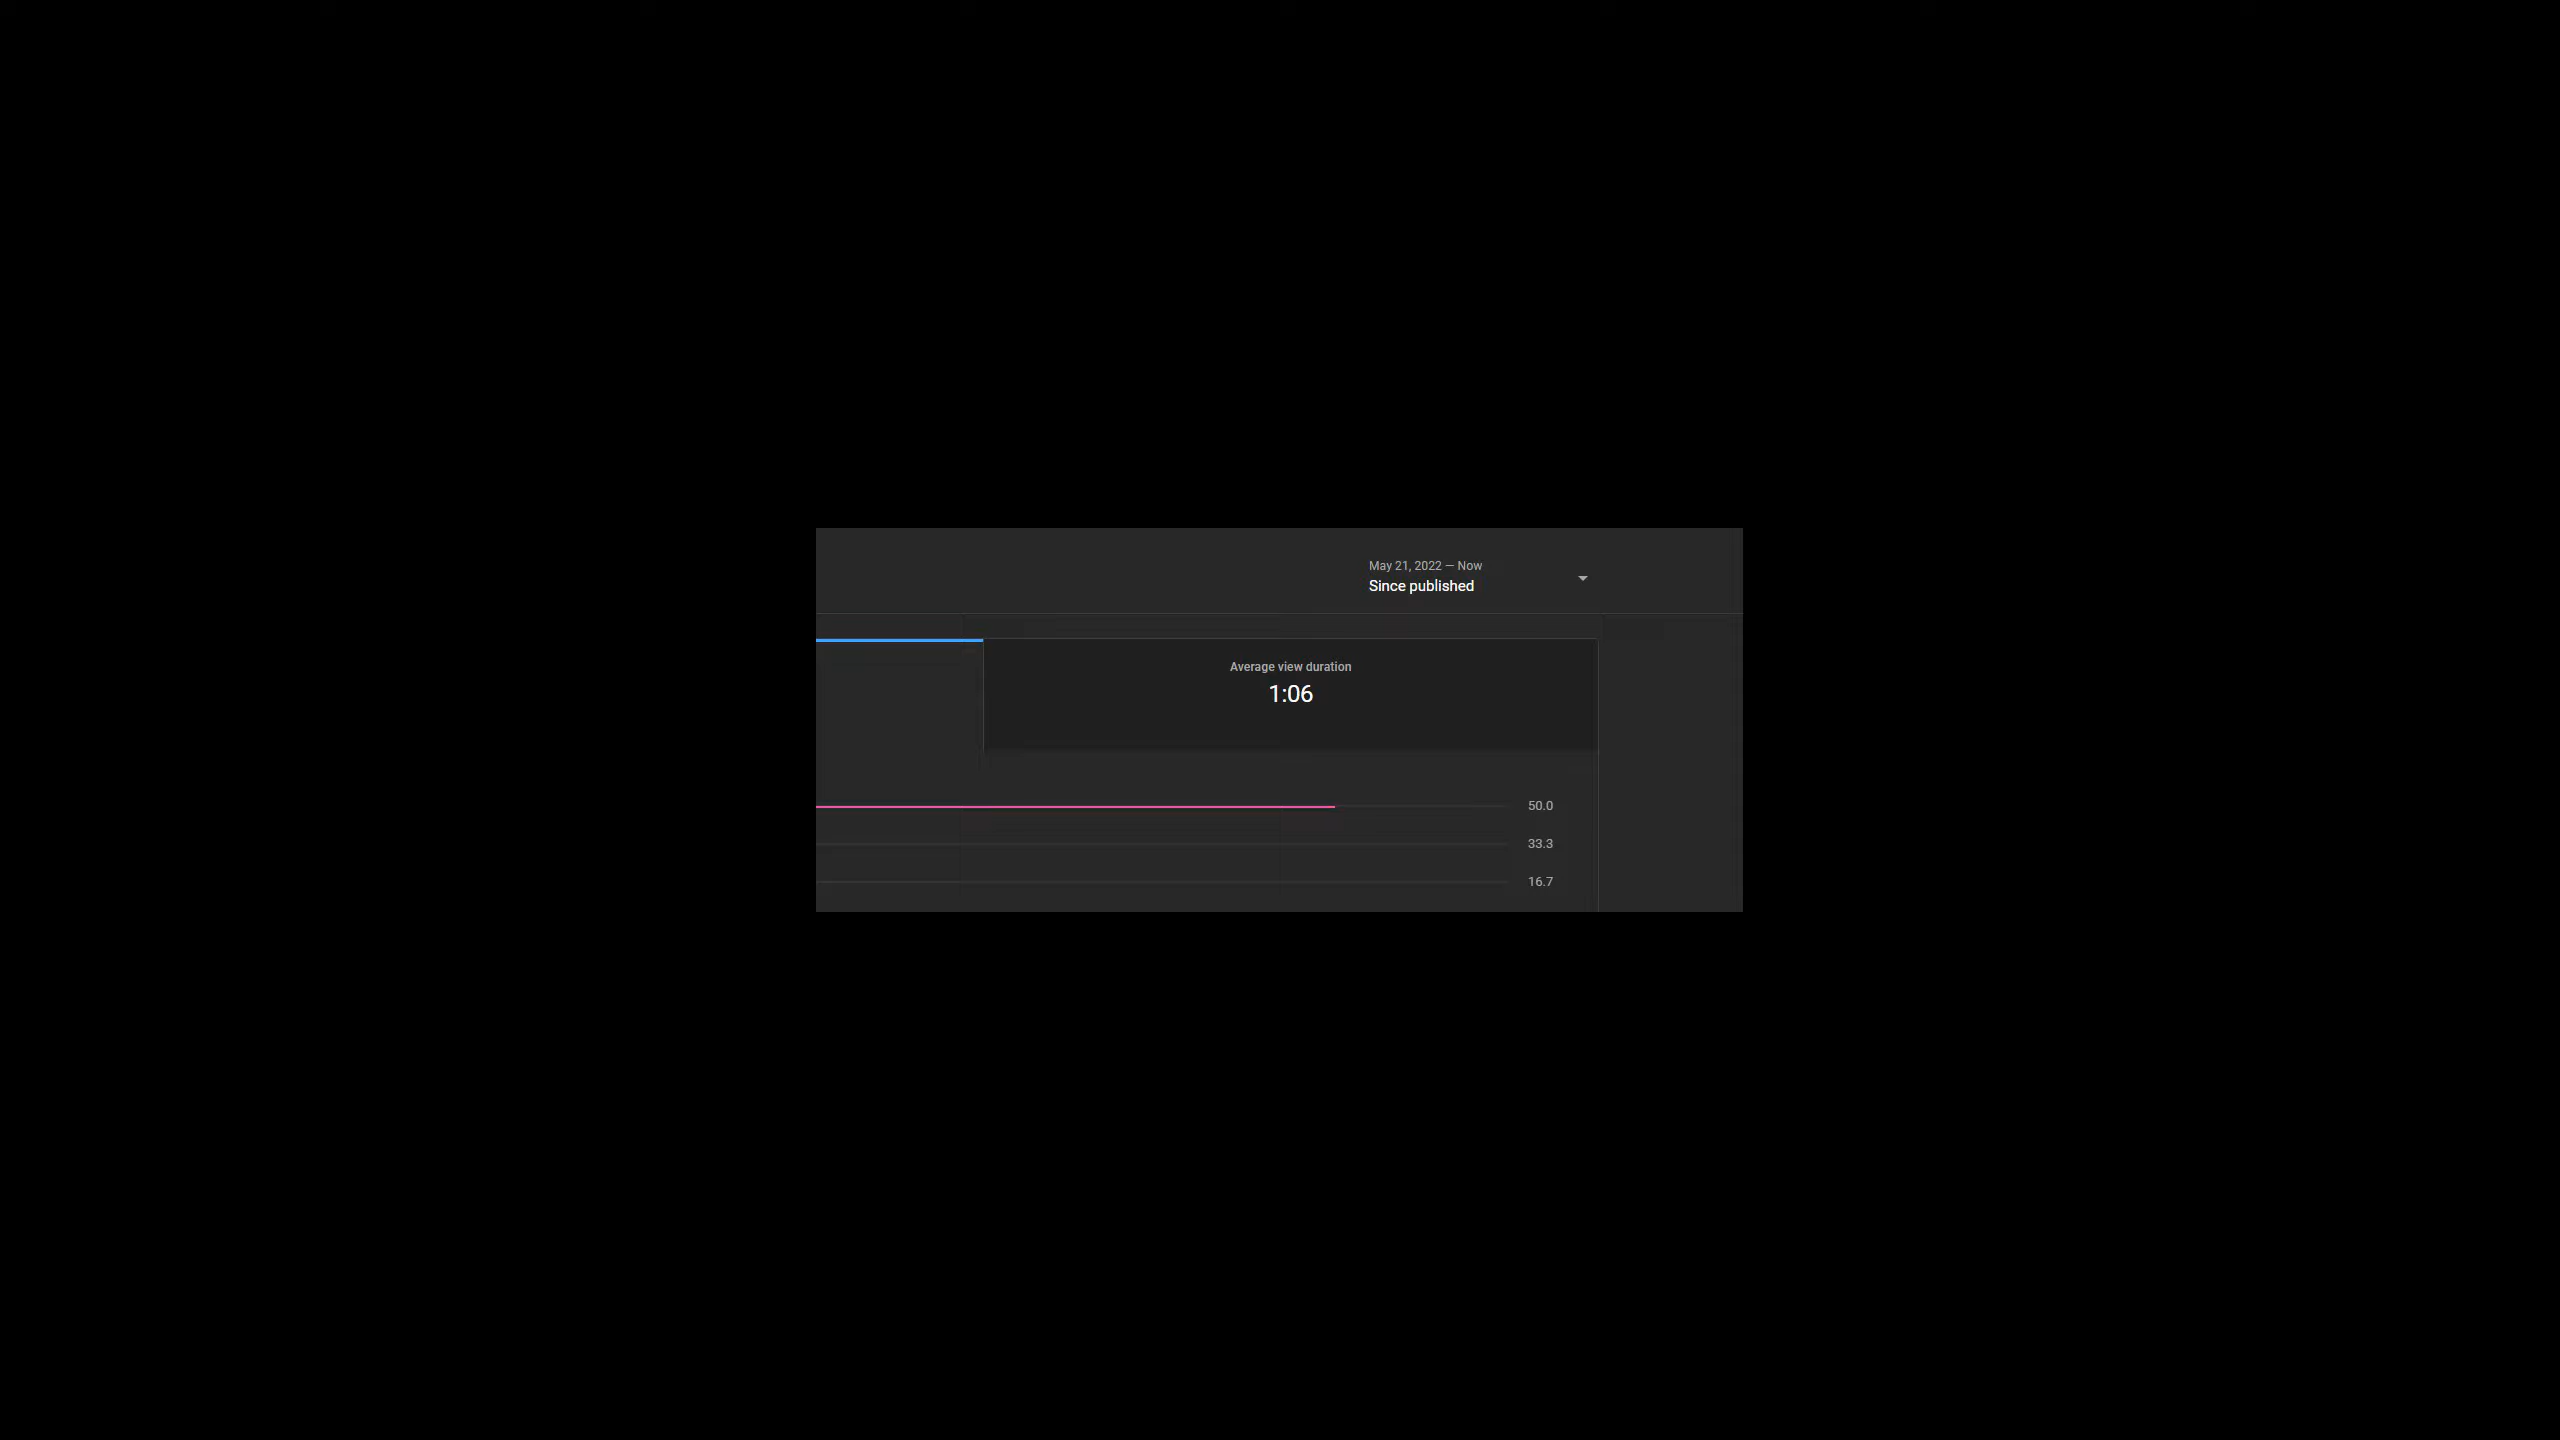 May 21, 2022 — Now
Since published
Average view duration
1:06
50.0
33.3
16.7